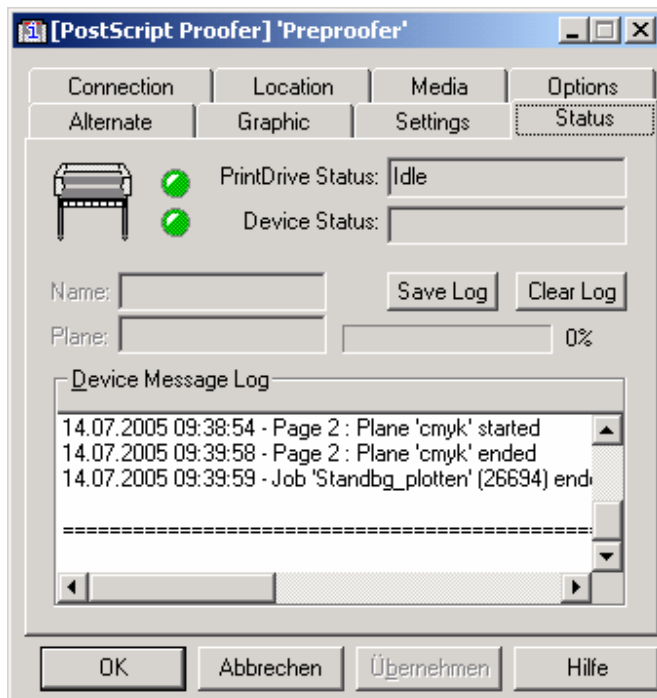 [PostScript Proofer] 'Preproofer'
Connection Location Media Options
Alternate Graphic Settings Status
PrintDrive Status: Idle
Device Status:
Name: Save Log Clear Log
Plane: 0%
Device Message Log
14.07.2005 09:38:54 - Page 2 : Plane 'cmyk' started
14.07.2005 09:39:58 - Page 2 : Plane 'cmyk' ended
14.07.2005 09:39:59 - Job 'Standbg_plotten' (26694) ende
==============================================
OK Abbrechen Übernehmen Hilfe